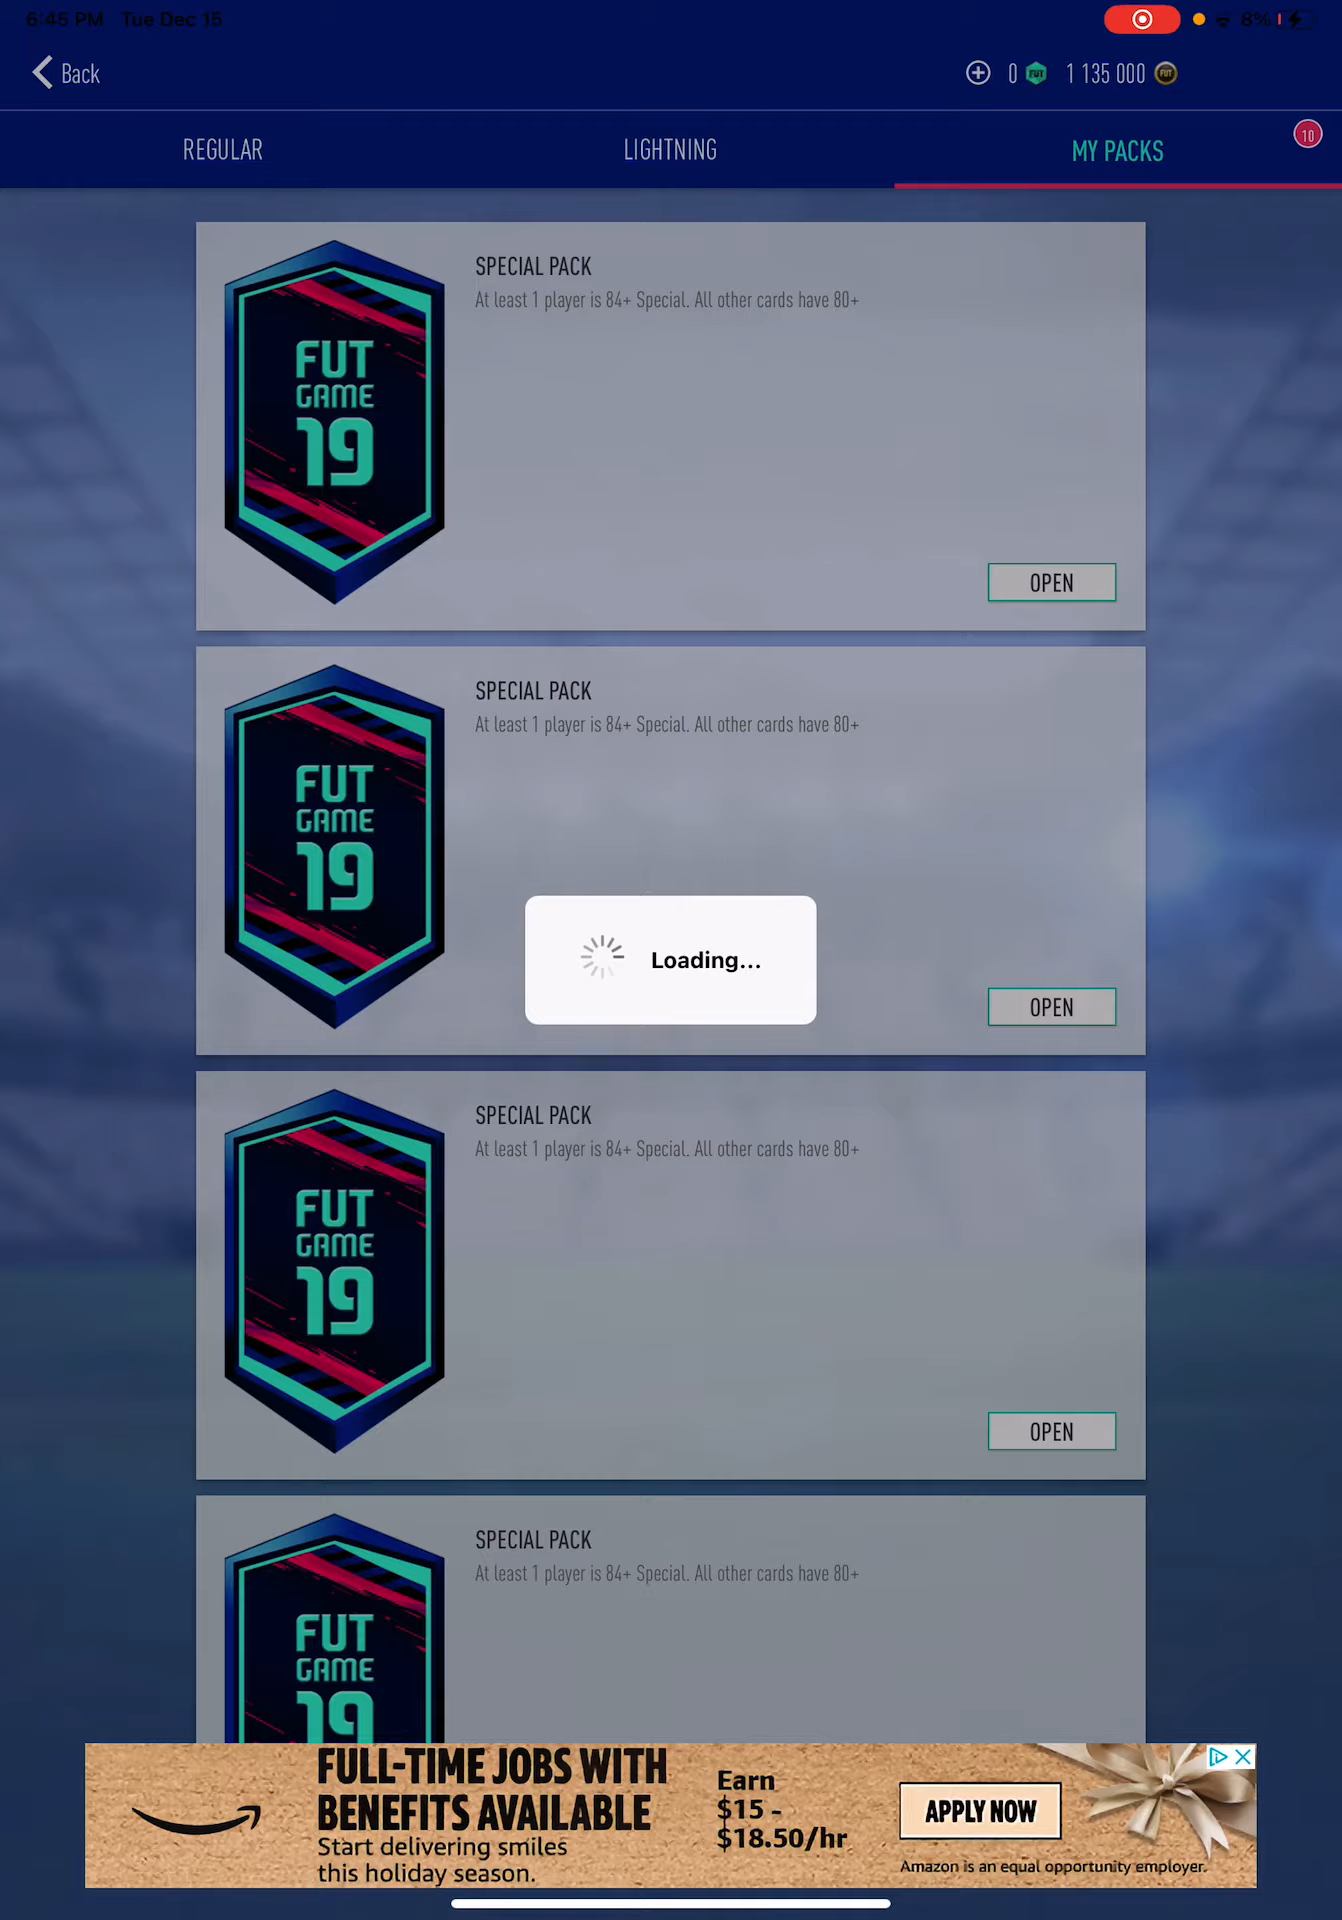 6:45 PM Tue Dec 15
8%
Back
0 FUT 1 135 000 FUT
REGULAR
LIGHTNING
MY PACKS
10
FUT
GAME
19
SPECIAL PACK
At least 1 player is 84+ Special. All other cards have 80+
OPEN
FUT
GAME
19
SPECIAL PACK
At least 1 player is 84+ Special. All other cards have 80+
Loading...
OPEN
FUT
GAME
19
SPECIAL PACK
At least 1 player is 84+ Special. All other cards have 80+
OPEN
FUT
GAME
19
SPECIAL PACK
At least 1 player is 84+ Special. All other cards have 80+
FULL-TIME JOBS WITH
BENEFITS AVAILABLE
Start delivering smiles
this holiday season.
Earn
$15 -
$18.50/hr
APPLY NOW
Amazon is an equal opportunity employer.